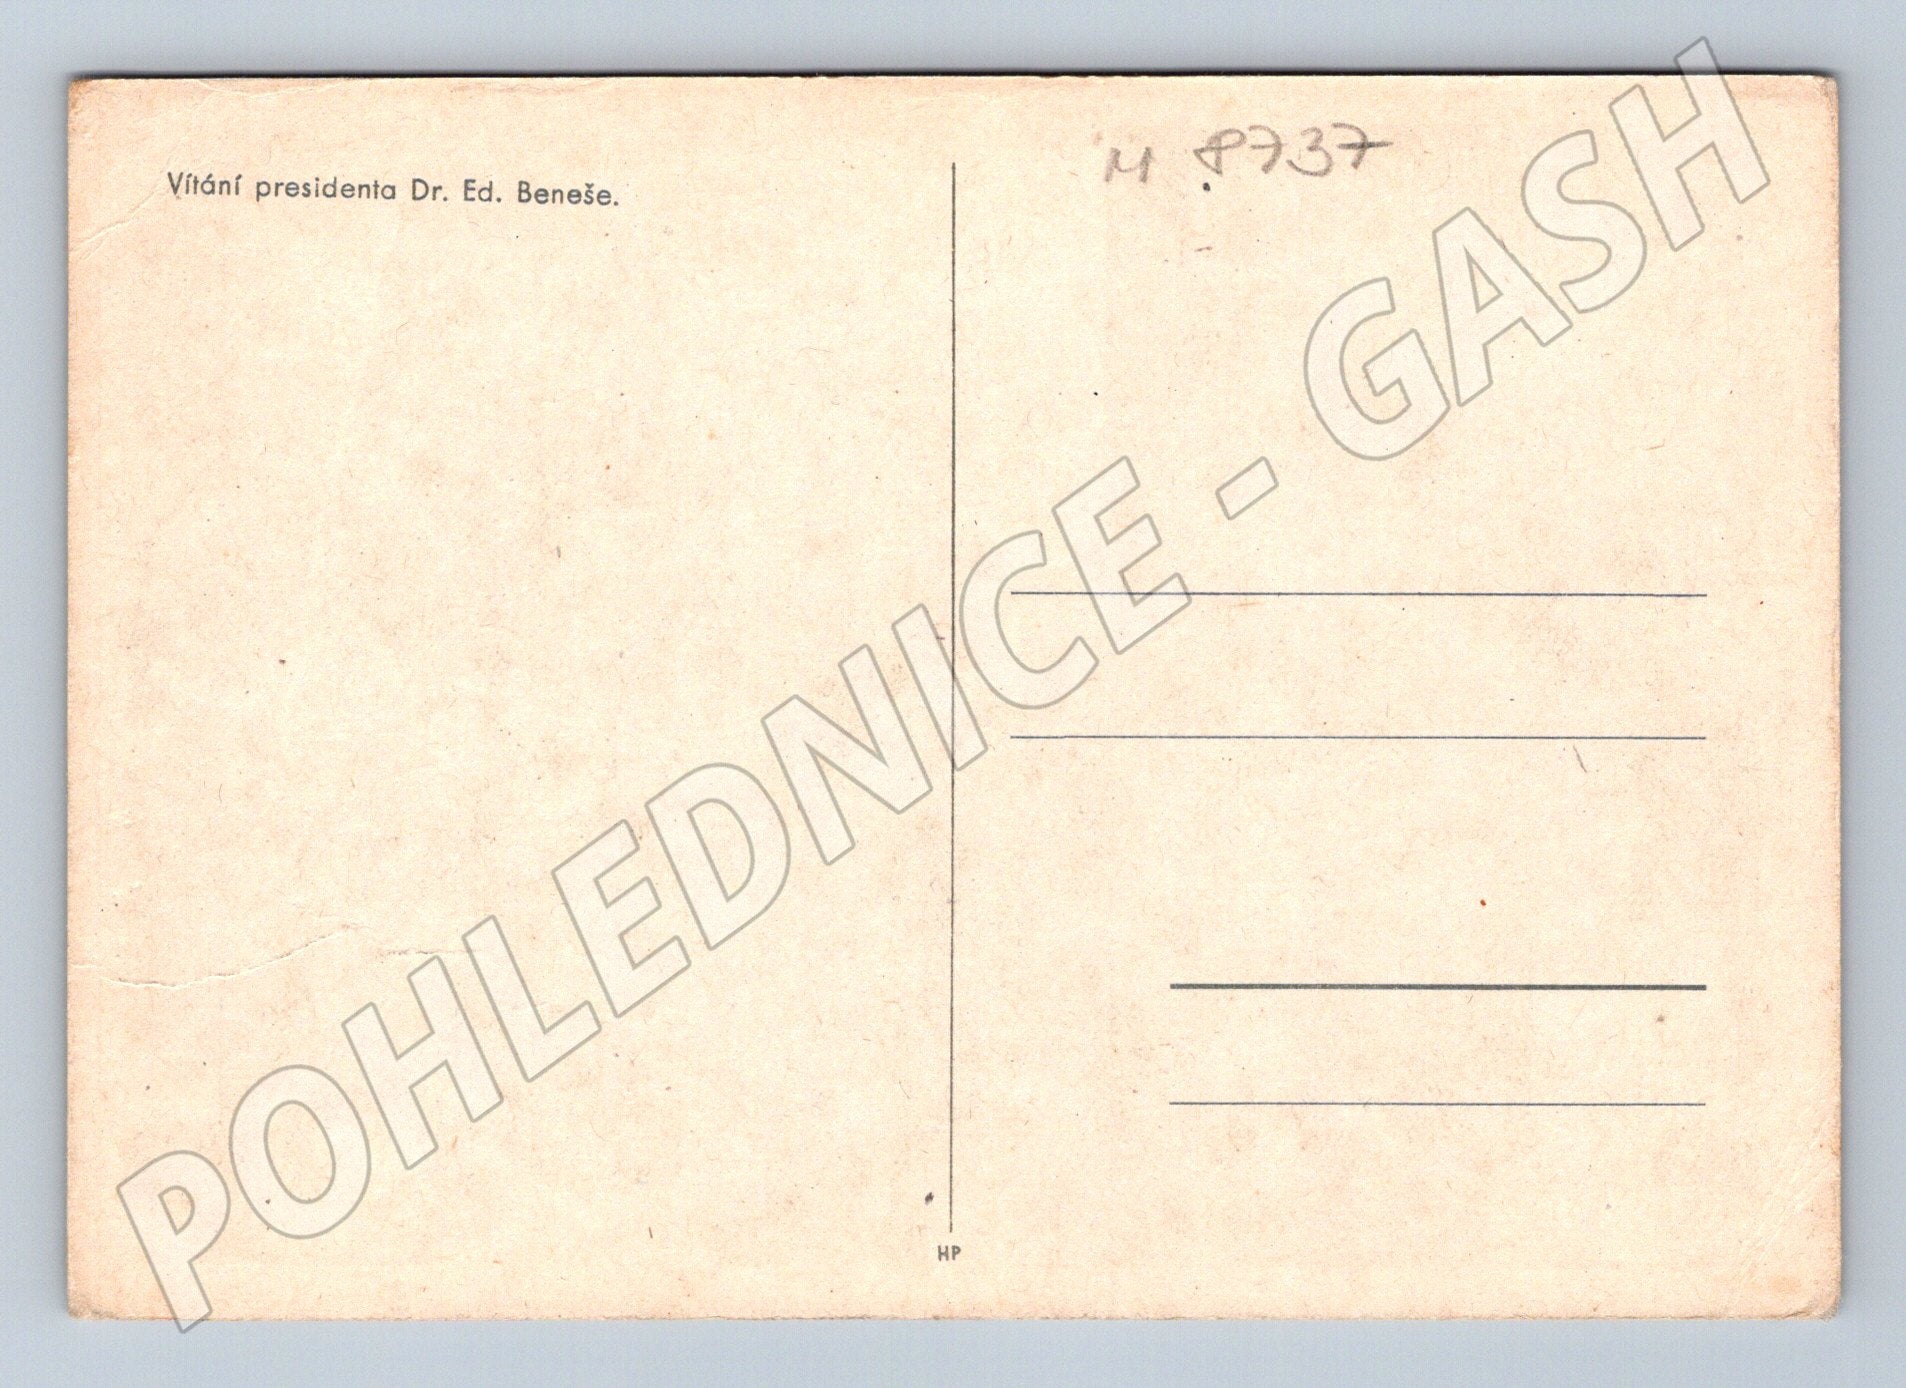 Vítání presidenta Dr. Ed. Beneše.
M 8737
POHLEDNICE - GASH
HP